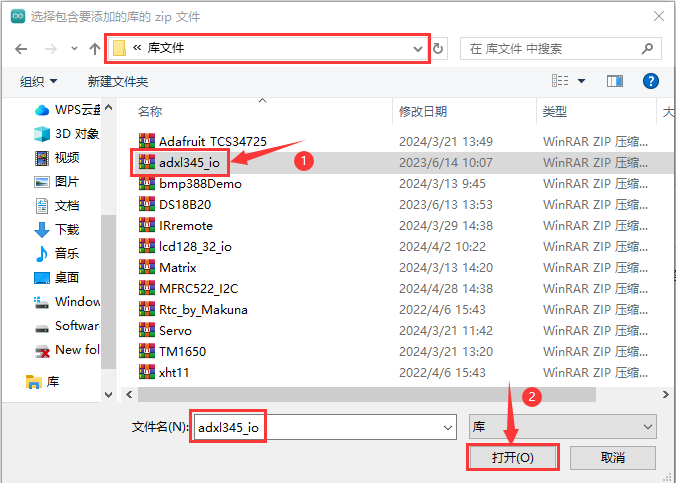 选择包含要添加的库的 zip 文件
« 库文件
在 库文件 中搜索
组织
新建文件夹
?
名称 修改日期 类型 大
WPS云盘
3D 对象
视频
图片
文档
下载
音乐
桌面
Window
Software
New fol
库
Adafruit_TCS34725 2024/3/21 13:49 WinRAR ZIP 压缩...
adxl345_io 2023/6/14 10:07 WinRAR ZIP 压缩...
1
bmp388Demo 2024/3/13 9:45 WinRAR ZIP 压缩...
DS18B20 2023/6/13 13:53 WinRAR ZIP 压缩...
IRremote 2024/3/29 14:38 WinRAR ZIP 压缩...
lcd128_32_io 2024/4/2 10:22 WinRAR ZIP 压缩...
Matrix 2024/3/13 14:20 WinRAR ZIP 压缩...
MFRC522_I2C 2024/4/28 14:38 WinRAR ZIP 压缩...
Rtc_by_Makuna 2022/4/6 15:43 WinRAR ZIP 压缩...
Servo 2024/3/21 11:42 WinRAR ZIP 压缩...
TM1650 2024/3/21 13:20 WinRAR ZIP 压缩...
xht11 2022/4/6 15:43 WinRAR ZIP 压缩...
2
文件名(N): adxl345_io 库
打开(O) 取消